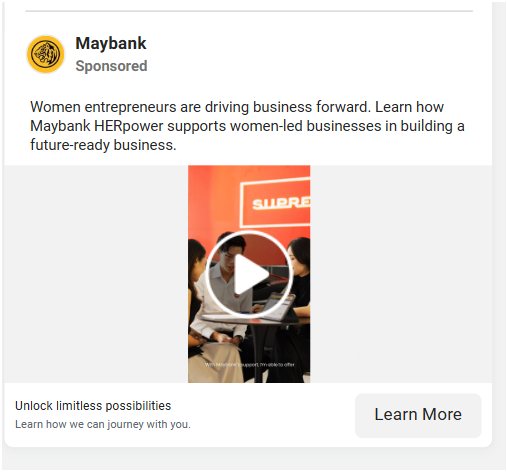 Maybank
Sponsored
Women entrepreneurs are driving business forward. Learn how
Maybank HERpower supports women-led businesses in building a
future-ready business.
SUPRE
With Maybank's support, I'm able to offer
Unlock limitless possibilities
Learn how we can journey with you.
Learn More